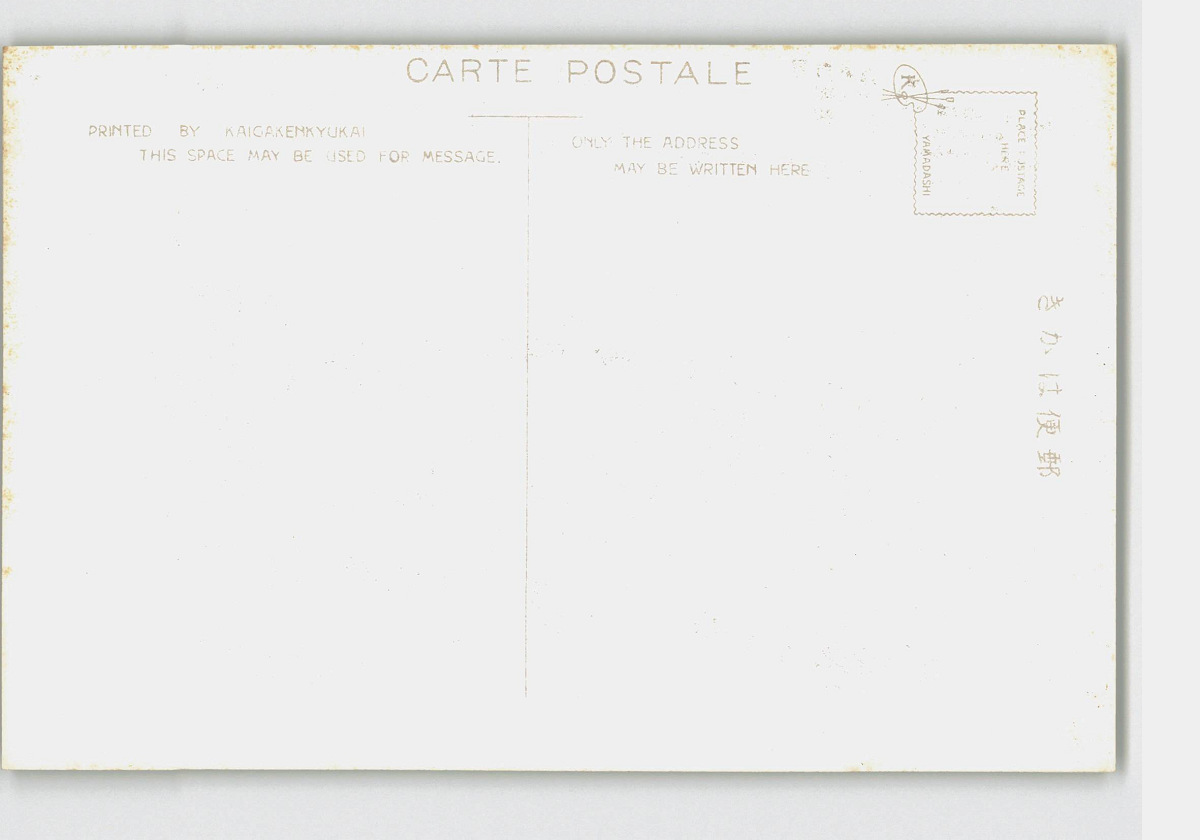 CARTE POSTALE
PRINTED BY KAIGAKENKYUKAI
THIS SPACE MAY BE USED FOR MESSAGE.
ONLY THE ADDRESS
MAY BE WRITTEN HERE
K
PLACE POSTAGE
HERE
YAMADASHI
きかは便郵